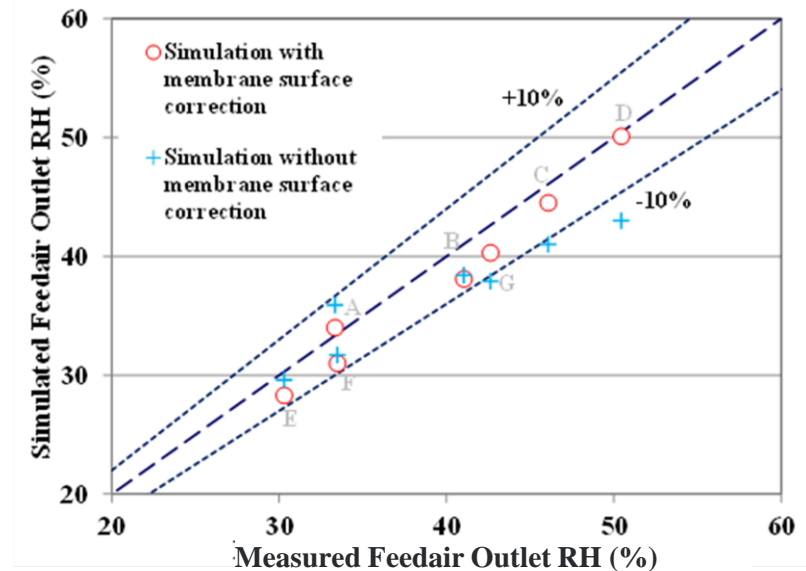 60
50
40
30
20
Simulated Feedair Outlet RH (%)
Simulation with
membrane surface
correction
Simulation without
membrane surface
correction
+10%
-10%
D
C
B
G
A
F
E
20
30
40
50
60
Measured Feedair Outlet RH (%)